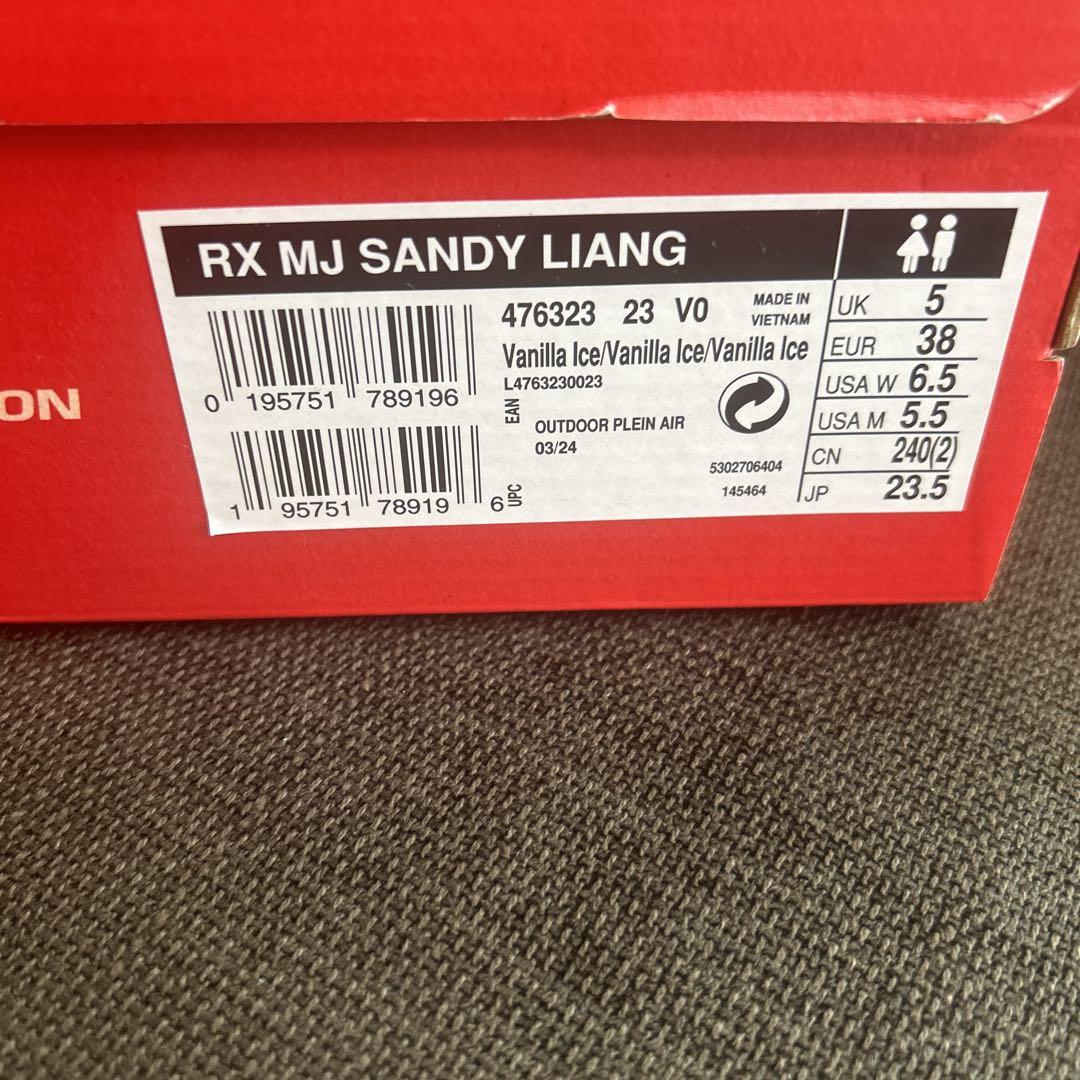 RX MJ SANDY LIANG
476323 23 V0
MADE IN
VIETNAM
Vanilla Ice/Vanilla Ice/Vanilla Ice
L4763230023
0 195751 789196
EAN
OUTDOOR PLEIN AIR
03/24
1 95751 78919 6
UPC
5302706404
145464
UK 5
EUR 38
USA W 6.5
USA M 5.5
CN 240(2)
JP 23.5
ON